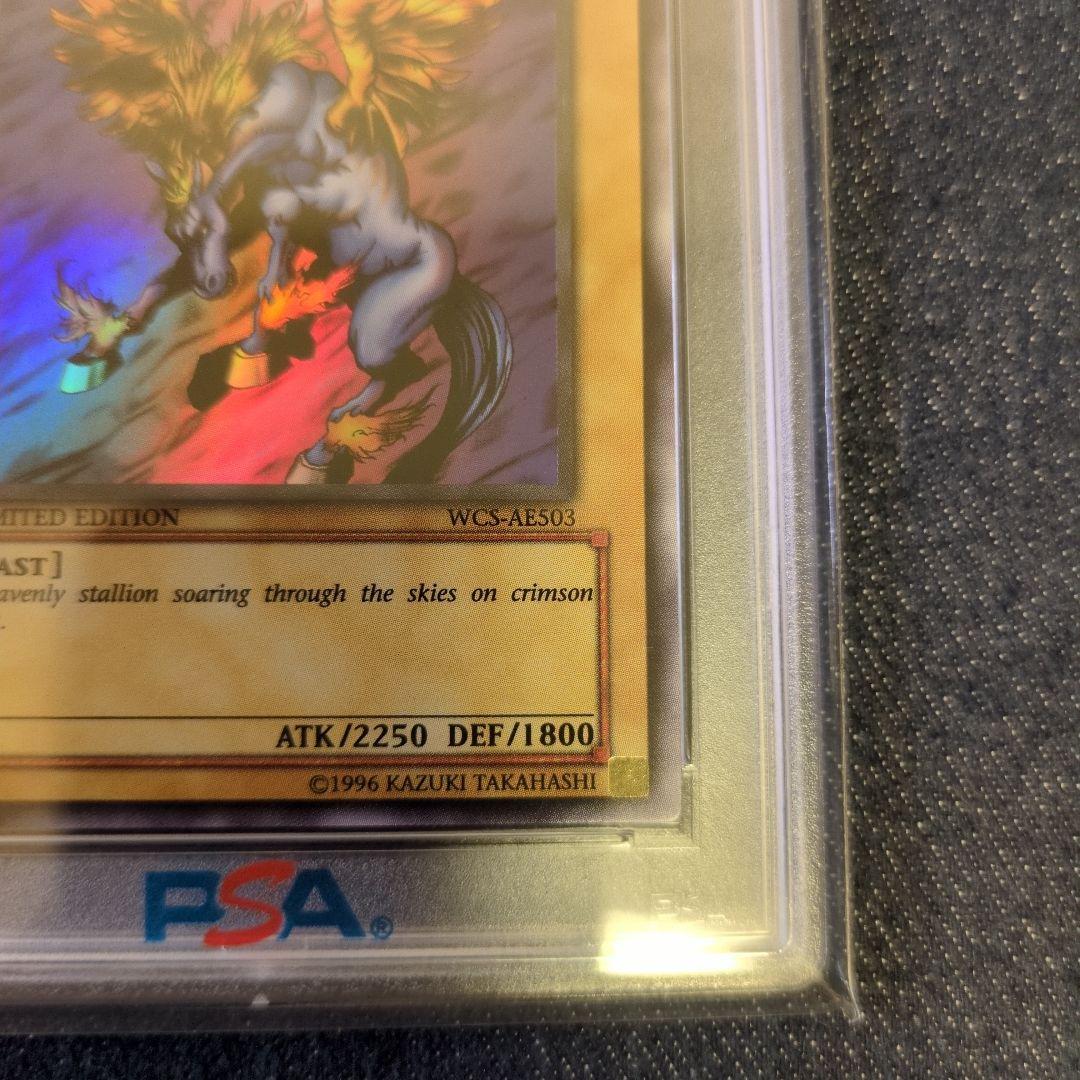 MITED EDITION WCS-AE503
AST]
avenly stallion soaring through the skies on crimson
ATK/2250 DEF/1800
©1996 KAZUKI TAKAHASHI
PSA®